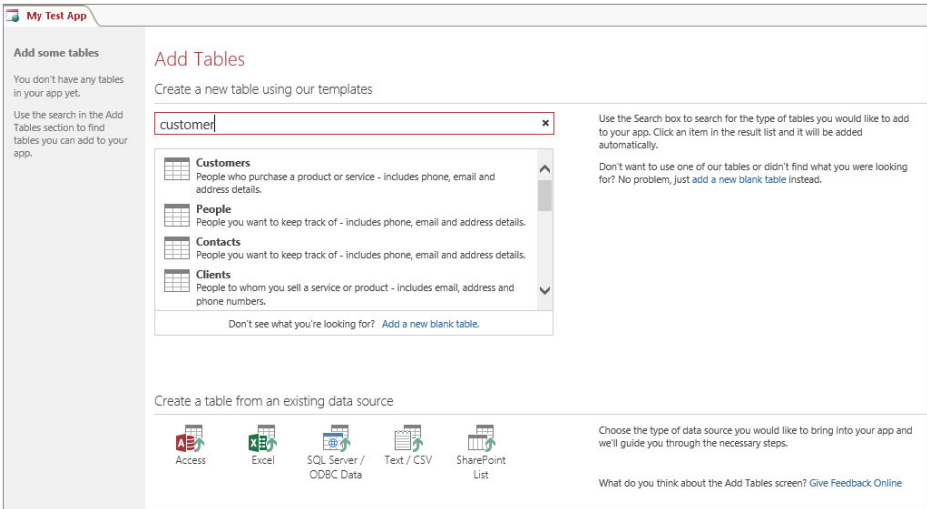 My Test App
Add some tables
You don't have any tables
in your app yet.
Use the search in the Add
Tables section to find
tables you can add to your
app.
Add Tables
Create a new table using our templates
customer
Customers
People who purchase a product or service - includes phone, email and
address details.
People
People you want to keep track of - includes phone, email and address details.
Contacts
People you want to keep track of - includes phone, email and address details.
Clients
People to whom you sell a service or product - includes email, address and
phone numbers.
Don't see what you're looking for? Add a new blank table.
Use the Search box to search for the type of tables you would like to add
to your app. Click an item in the result list and it will be added
automatically.
Don't want to use one of our tables or didn't find what you were looking
for? No problem, just add a new blank table instead.
Create a table from an existing data source
Access
Excel
SQL Server /
ODBC Data
Text / CSV
SharePoint
List
Choose the type of data source you would like to bring into your app and
we'll guide you through the necessary steps.
What do you think about the Add Tables screen? Give Feedback Online